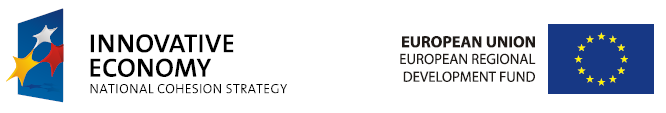 INNOVATIVE
ECONOMY
NATIONAL COHESION STRATEGY
EUROPEAN UNION
EUROPEAN REGIONAL
DEVELOPMENT FUND